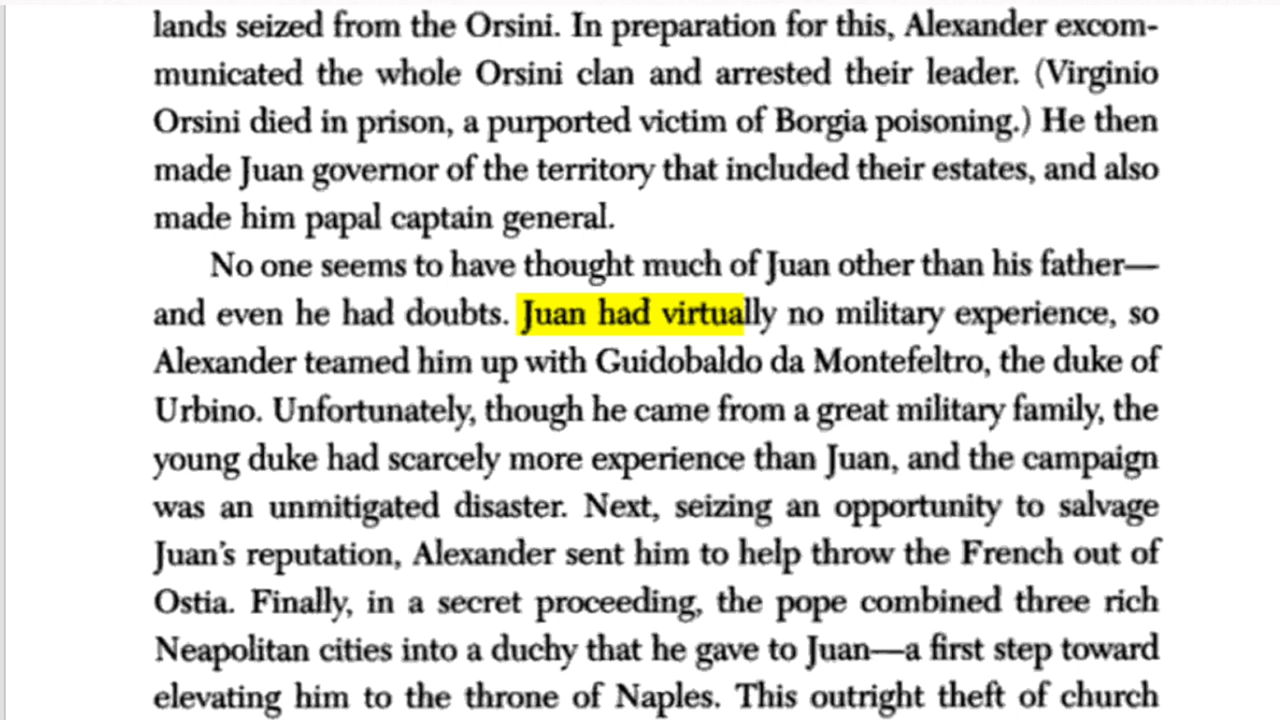 lands seized from the Orsini. In preparation for this, Alexander excom-
municated the whole Orsini clan and arrested their leader. (Virginio
Orsini died in prison, a purported victim of Borgia poisoning.) He then
made Juan governor of the territory that included their estates, and also
made him papal captain general.
No one seems to have thought much of Juan other than his father—
and even he had doubts. Juan had virtually no military experience, so
Alexander teamed him up with Guidobaldo da Montefeltro, the duke of
Urbino. Unfortunately, though he came from a great military family, the
young duke had scarcely more experience than Juan, and the campaign
was an unmitigated disaster. Next, seizing an opportunity to salvage
Juan's reputation, Alexander sent him to help throw the French out of
Ostia. Finally, in a secret proceeding, the pope combined three rich
Neapolitan cities into a duchy that he gave to Juan—a first step toward
elevating him to the throne of Naples. This outright theft of church